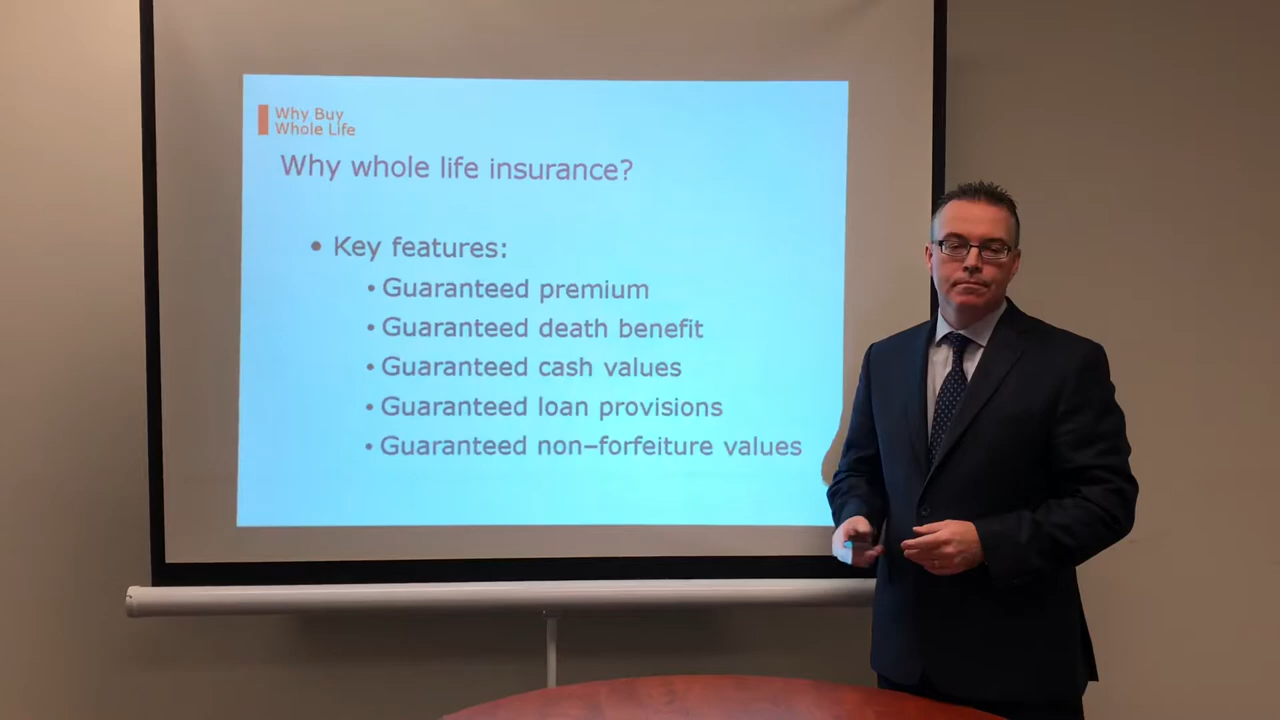 Why Buy
Whole Life
Why whole life insurance?
• Key features:
• Guaranteed premium
• Guaranteed death benefit
• Guaranteed cash values
• Guaranteed loan provisions
• Guaranteed non–forfeiture values